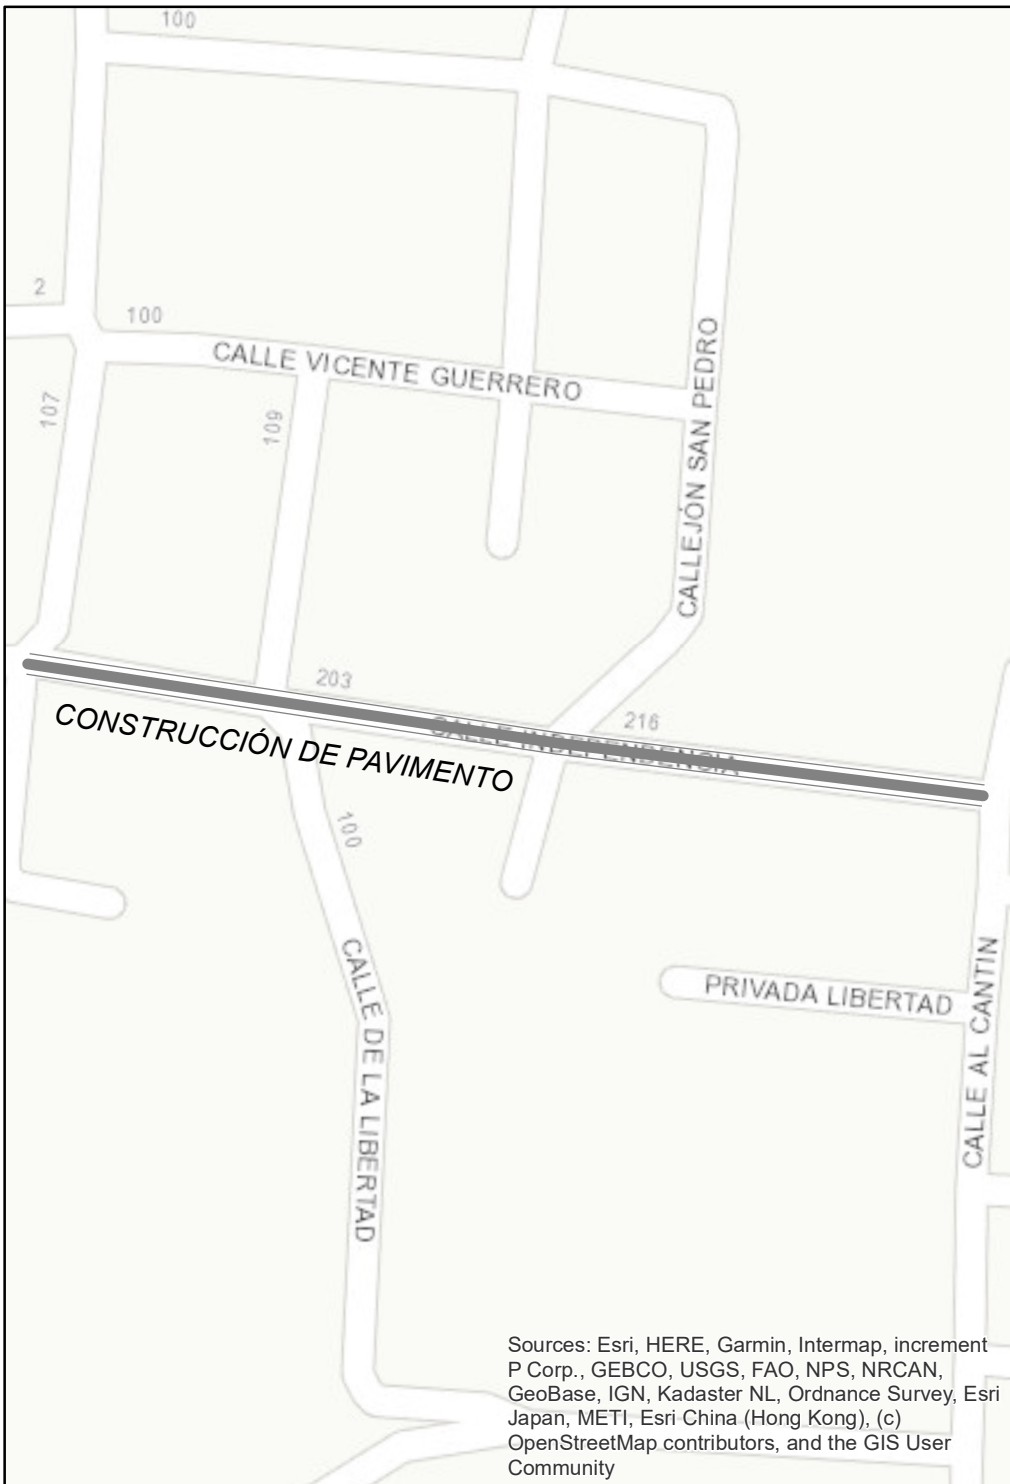 100
2
100
CALLE VICENTE GUERRERO
CALLEJÓN SAN PEDRO
107
109
203
216
CALLE INDEPENDENCIA
CONSTRUCCIÓN DE PAVIMENTO
100
CALLE DE LA LIBERTAD
PRIVADA LIBERTAD
CALLE AL CANTIN
Sources: Esri, HERE, Garmin, Intermap, increment
P Corp., GEBCO, USGS, FAO, NPS, NRCAN,
GeoBase, IGN, Kadaster NL, Ordnance Survey, Esri
Japan, METI, Esri China (Hong Kong), (c)
OpenStreetMap contributors, and the GIS User
Community